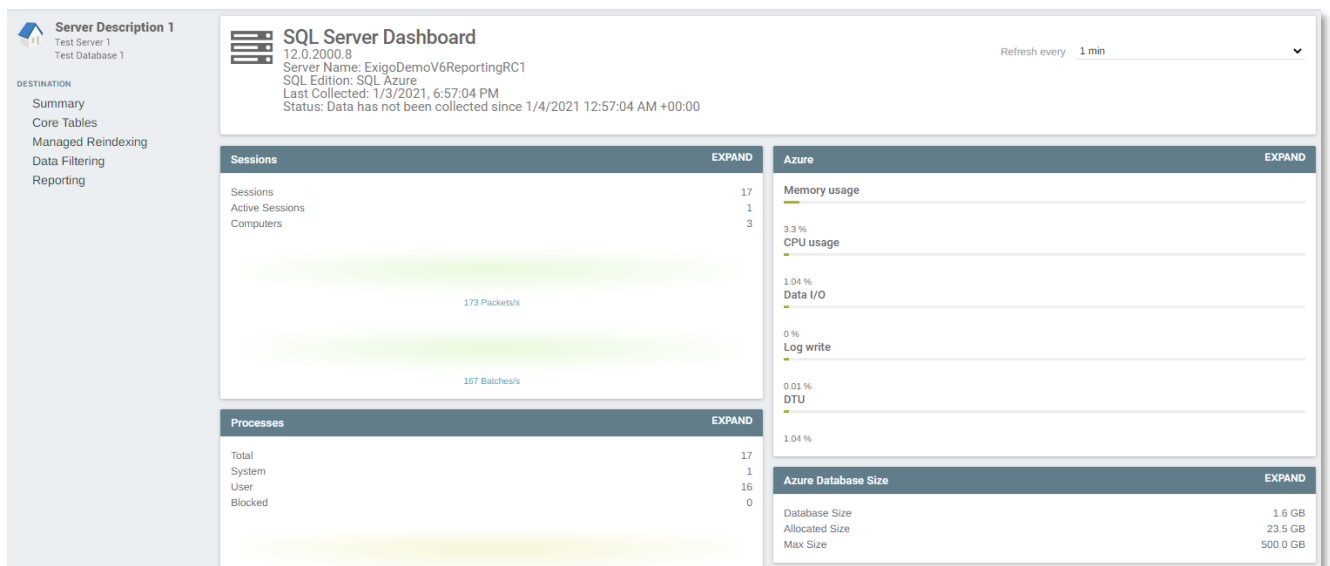 Server Description 1
Test Server 1
Test Database 1
DESTINATION
Summary
Core Tables
Managed Reindexing
Data Filtering
Reporting
SQL Server Dashboard
12.0.2000.8
Server Name: ExigoDemoV6ReportingRC1
SQL Edition: SQL Azure
Last Collected: 1/3/2021, 6:57:04 PM
Status: Data has not been collected since 1/4/2021 12:57:04 AM +00:00
Refresh every 1 min
Sessions EXPAND
Sessions 17
Active Sessions 1
Computers 3
173 Packets/s
167 Batches/s
Processes EXPAND
Total 17
System 1
User 16
Blocked 0
Azure EXPAND
Memory usage
3.3 %
CPU usage
1.04 %
Data I/O
0 %
Log write
0.01 %
DTU
1.04 %
Azure Database Size EXPAND
Database Size 1.6 GB
Allocated Size 23.5 GB
Max Size 500.0 GB